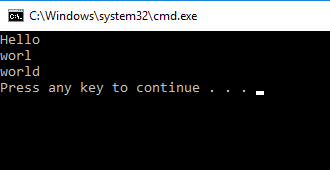 C:\Windows\system32\cmd.exe
Hello
worl
world
Press any key to continue . . .